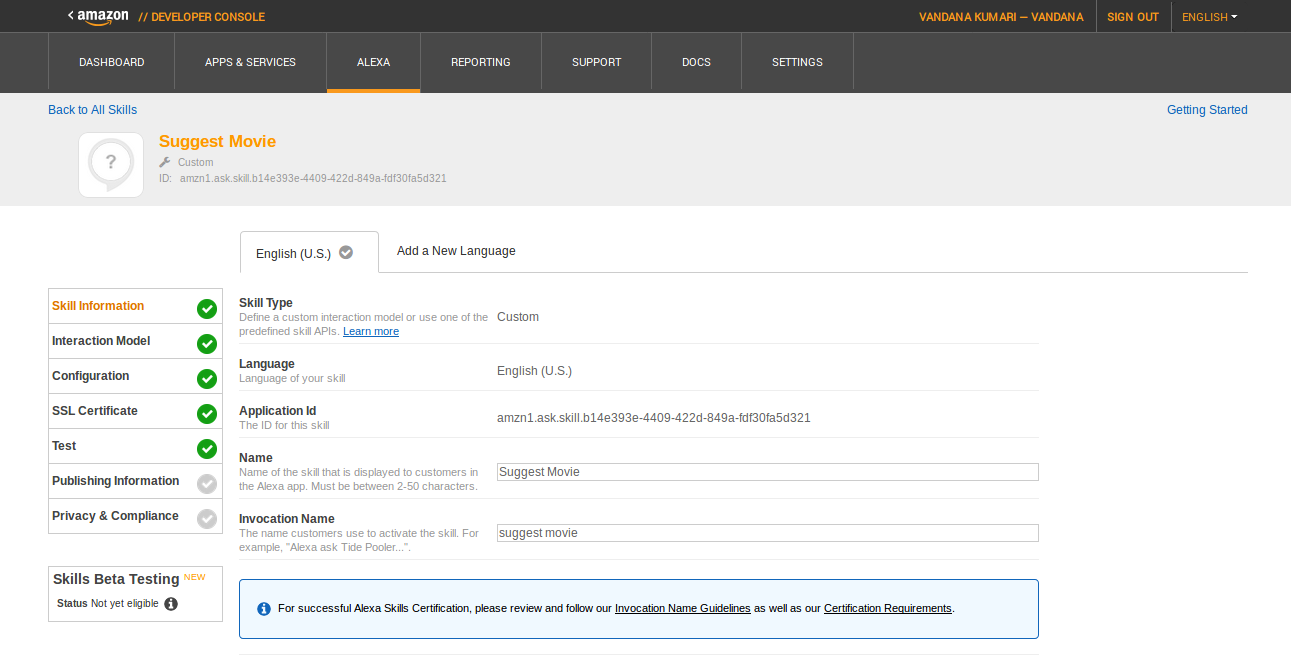 amazon // DEVELOPER CONSOLE VANDANA KUMARI — VANDANA SIGN OUT ENGLISH
DASHBOARD APPS & SERVICES ALEXA REPORTING SUPPORT DOCS SETTINGS
Back to All Skills Getting Started
?
Suggest Movie
Custom
ID: amzn1.ask.skill.b14e393e-4409-422d-849a-fdf30fa5d321
English (U.S.) Add a New Language
Skill Information
Interaction Model
Configuration
SSL Certificate
Test
Publishing Information
Privacy & Compliance
Skills Beta Testing NEW
Status Not yet eligible
Skill Type
Define a custom interaction model or use one of the
predefined skill APIs. Learn more
Custom
Language
Language of your skill
English (U.S.)
Application Id
The ID for this skill
amzn1.ask.skill.b14e393e-4409-422d-849a-fdf30fa5d321
Name
Name of the skill that is displayed to customers in
the Alexa app. Must be between 2-50 characters.
Suggest Movie
Invocation Name
The name customers use to activate the skill. For
example, "Alexa ask Tide Pooler...".
suggest movie
For successful Alexa Skills Certification, please review and follow our Invocation Name Guidelines as well as our Certification Requirements.